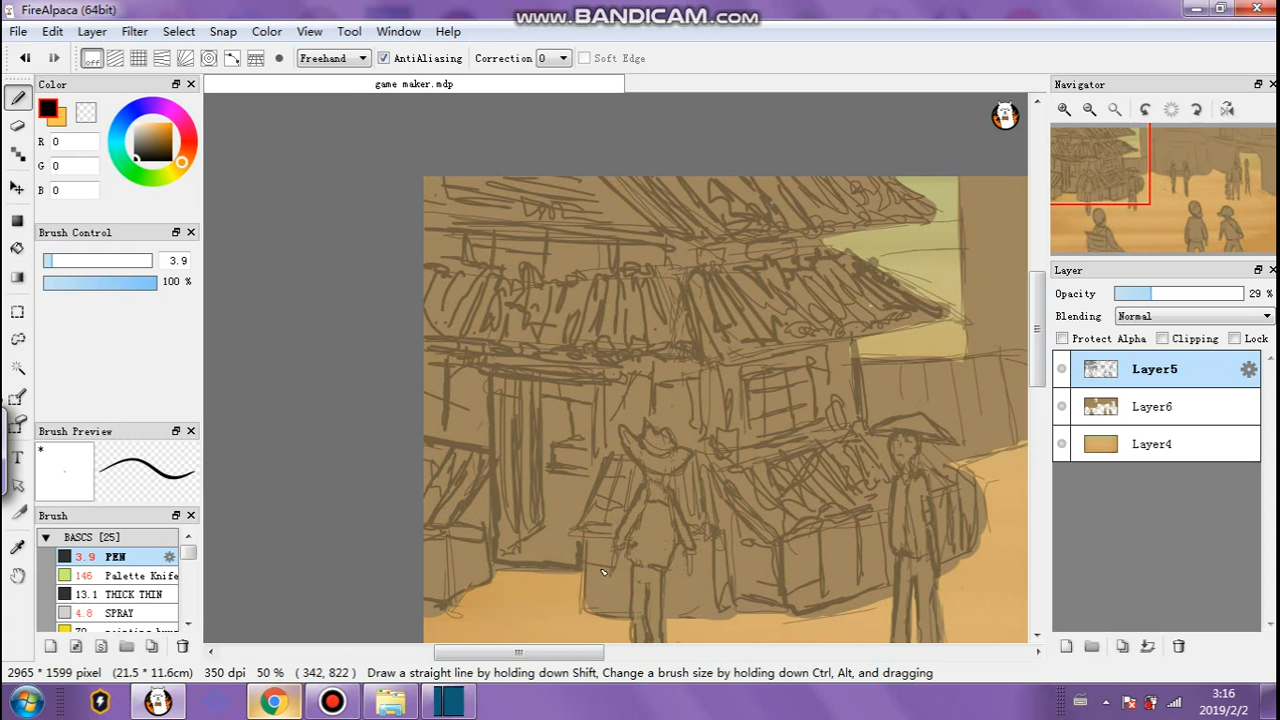 FireAlpaca (64bit)
www.BANDICAM.com
File Edit Layer Filter Select Snap Color View Tool Window Help
off Freehand AntiAliasing Correction 0 Soft Edge
Color
game maker.mdp
Navigator
R 0
G 0
B 0
Brush Control
3.9
100 %
Layer
Opacity 29 %
Blending Normal
Protect Alpha Clipping Lock
Layer5
Layer6
Layer4
Brush Preview
*
Brush
BASCS [25]
3.9 PEN
146 Palette Knife
13.1 THICK THIN
4.8 SPRAY
2965 * 1599 pixel (21.5 * 11.6cm) 350 dpi 50 % ( 342, 822 ) Draw a straight line by holding down Shift, Change a brush size by holding down Ctrl, Alt, and dragging
3:16
2019/2/2